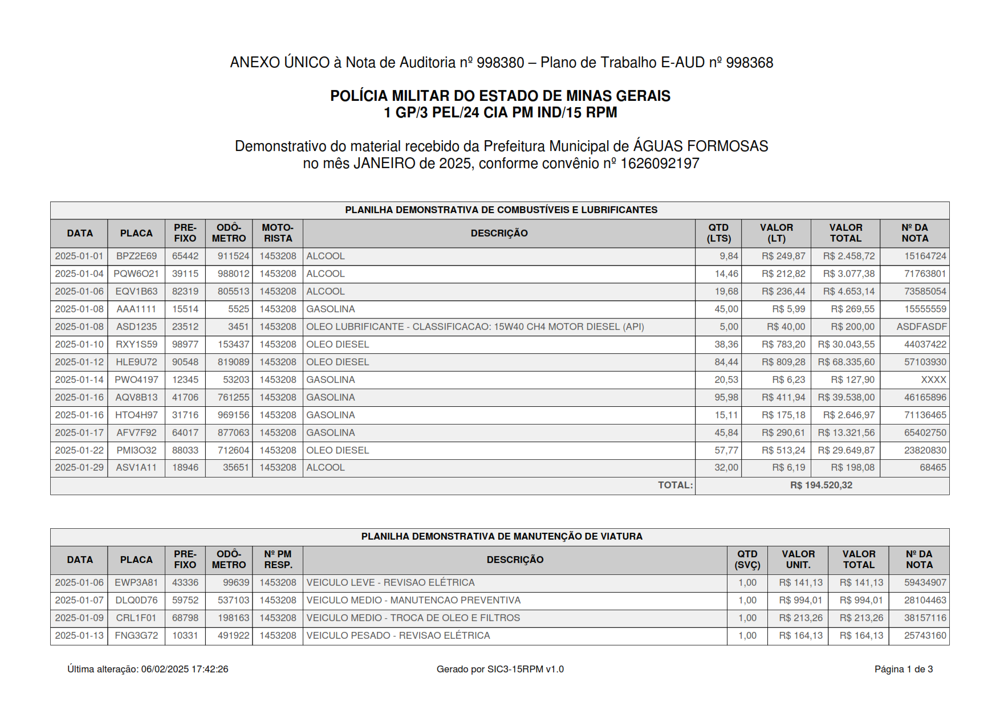 ANEXO ÚNICO à Nota de Auditoria nº 998380 – Plano de Trabalho E-AUD nº 998368
POLÍCIA MILITAR DO ESTADO DE MINAS GERAIS
1 GP/3 PEL/24 CIA PM IND/15 RPM
Demonstrativo do material recebido da Prefeitura Municipal de ÁGUAS FORMOSAS
no mês JANEIRO de 2025, conforme convênio nº 1626092197
PLANILHA DEMONSTRATIVA DE COMBUSTÍVEIS E LUBRIFICANTES
DATA PLACA PRE-FIXO ODÔ-METRO MOTO-RISTA DESCRIÇÃO QTD (LTS) VALOR (LT) VALOR TOTAL Nº DA NOTA
2025-01-01 BPZ2E69 65442 911524 1453208 ALCOOL 9,84 R$ 249,87 R$ 2.458,72 15164724
2025-01-04 PQW6O21 39115 988012 1453208 ALCOOL 14,46 R$ 212,82 R$ 3.077,38 71763801
2025-01-06 EQV1B63 82319 805513 1453208 ALCOOL 19,68 R$ 236,44 R$ 4.653,14 73585054
2025-01-08 AAA1111 15514 5525 1453208 GASOLINA 45,00 R$ 5,99 R$ 269,55 15555559
2025-01-08 ASD1235 23512 3451 1453208 OLEO LUBRIFICANTE - CLASSIFICACAO: 15W40 CH4 MOTOR DIESEL (API) 5,00 R$ 40,00 R$ 200,00 ASDFASDF
2025-01-10 RXY1S59 98977 153437 1453208 OLEO DIESEL 38,36 R$ 783,20 R$ 30.043,55 44037422
2025-01-12 HLE9U72 90548 819089 1453208 OLEO DIESEL 84,44 R$ 809,28 R$ 68.335,60 57103930
2025-01-14 PWO4197 12345 53203 1453208 GASOLINA 20,53 R$ 6,23 R$ 127,90 XXXX
2025-01-16 AQV8B13 41706 761255 1453208 GASOLINA 95,98 R$ 411,94 R$ 39.538,00 46165896
2025-01-16 HTO4H97 31716 969156 1453208 GASOLINA 15,11 R$ 175,18 R$ 2.646,97 71136465
2025-01-17 AFV7F92 64017 877063 1453208 GASOLINA 45,84 R$ 290,61 R$ 13.321,56 65402750
2025-01-22 PMI3O32 88033 712604 1453208 OLEO DIESEL 57,77 R$ 513,24 R$ 29.649,87 23820830
2025-01-29 ASV1A11 18946 35651 1453208 ALCOOL 32,00 R$ 6,19 R$ 198,08 68465
TOTAL: R$ 194.520,32
PLANILHA DEMONSTRATIVA DE MANUTENÇÃO DE VIATURA
DATA PLACA PRE-FIXO ODÔ-METRO Nº PM RESP. DESCRIÇÃO QTD (SVÇ) VALOR UNIT. VALOR TOTAL Nº DA NOTA
2025-01-06 EWP3A81 43336 99639 1453208 VEICULO LEVE - REVISAO ELÉTRICA 1,00 R$ 141,13 R$ 141,13 59434907
2025-01-07 DLQ0D76 59752 537103 1453208 VEICULO MEDIO - MANUTENCAO PREVENTIVA 1,00 R$ 994,01 R$ 994,01 28104463
2025-01-09 CRL1F01 68798 198163 1453208 VEICULO MEDIO - TROCA DE OLEO E FILTROS 1,00 R$ 213,26 R$ 213,26 38157116
2025-01-13 FNG3G72 10331 491922 1453208 VEICULO PESADO - REVISAO ELÉTRICA 1,00 R$ 164,13 R$ 164,13 25743160
Última alteração: 06/02/2025 17:42:26 Gerado por SIC3-15RPM v1.0 Página 1 de 3